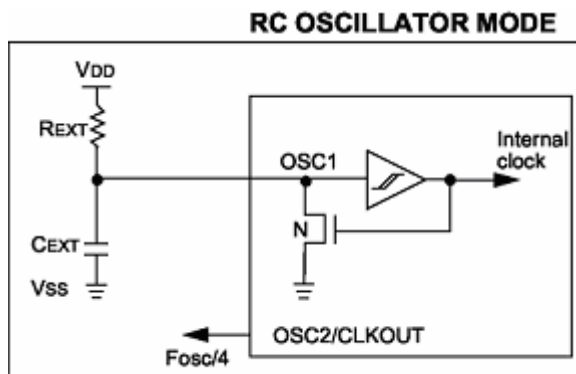 RC OSCILLATOR MODE
VDD
REXT
OSC1
Internal
clock
N
CEXT
VSS
OSC2/CLKOUT
Fosc/4